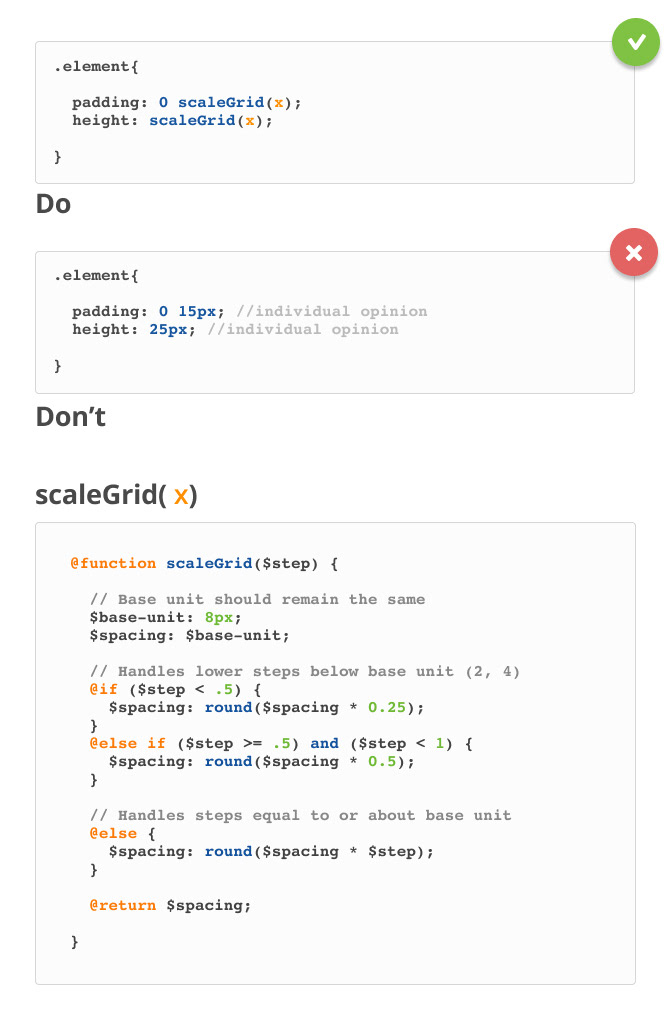 .element{
padding: 0 scaleGrid(x);
height: scaleGrid(x);
}
Do
.element{
padding: 0 15px; //individual opinion
height: 25px; //individual opinion
}
Don’t
scaleGrid( x)
@function scaleGrid($step) {
// Base unit should remain the same
$base-unit: 8px;
$spacing: $base-unit;
// Handles lower steps below base unit (2, 4)
@if ($step < .5) {
$spacing: round($spacing * 0.25);
}
@else if ($step >= .5) and ($step < 1) {
$spacing: round($spacing * 0.5);
}
// Handles steps equal to or about base unit
@else {
$spacing: round($spacing * $step);
}
@return $spacing;
}